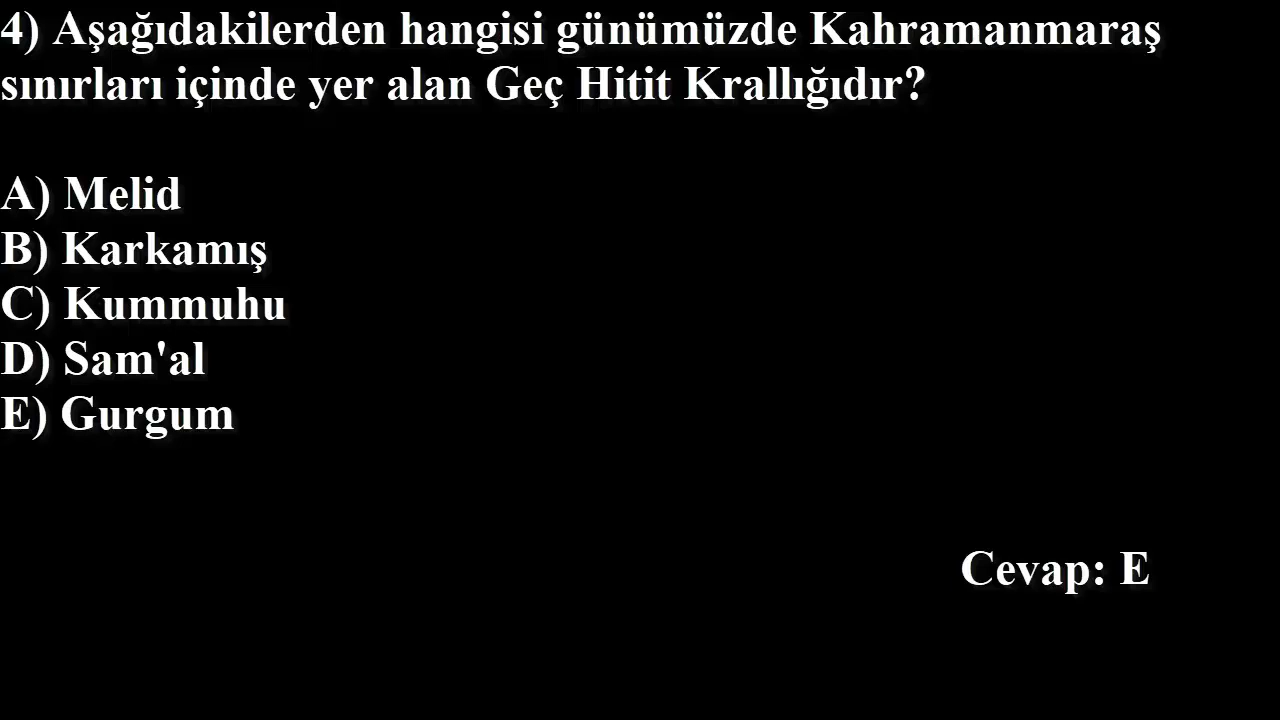 4) Aşağıdakilerden hangisi günümüzde Kahramanmaraş
sınırları içinde yer alan Geç Hitit Krallığıdır?
A) Melid
B) Karkamış
C) Kummuhu
D) Sam'al
E) Gurgum
Cevap: E